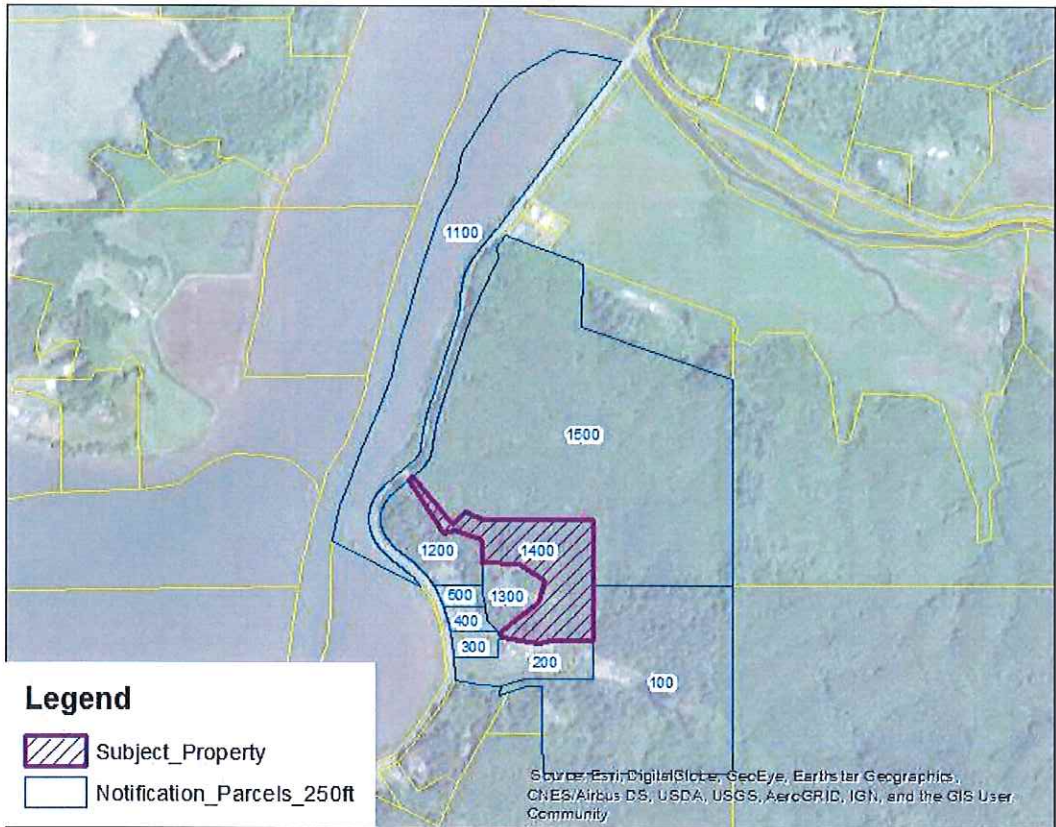 1100
1500
1200
1400
500
1300
400
300
200
100
Legend
Subject_Property
Notification_Parcels_250ft
Source: Esri, DigitalGlobe, GeoEye, Earthstar Geographics,
CNES/Airbus DS, USDA, USGS, AeroGRID, IGN, and the GIS User
Community